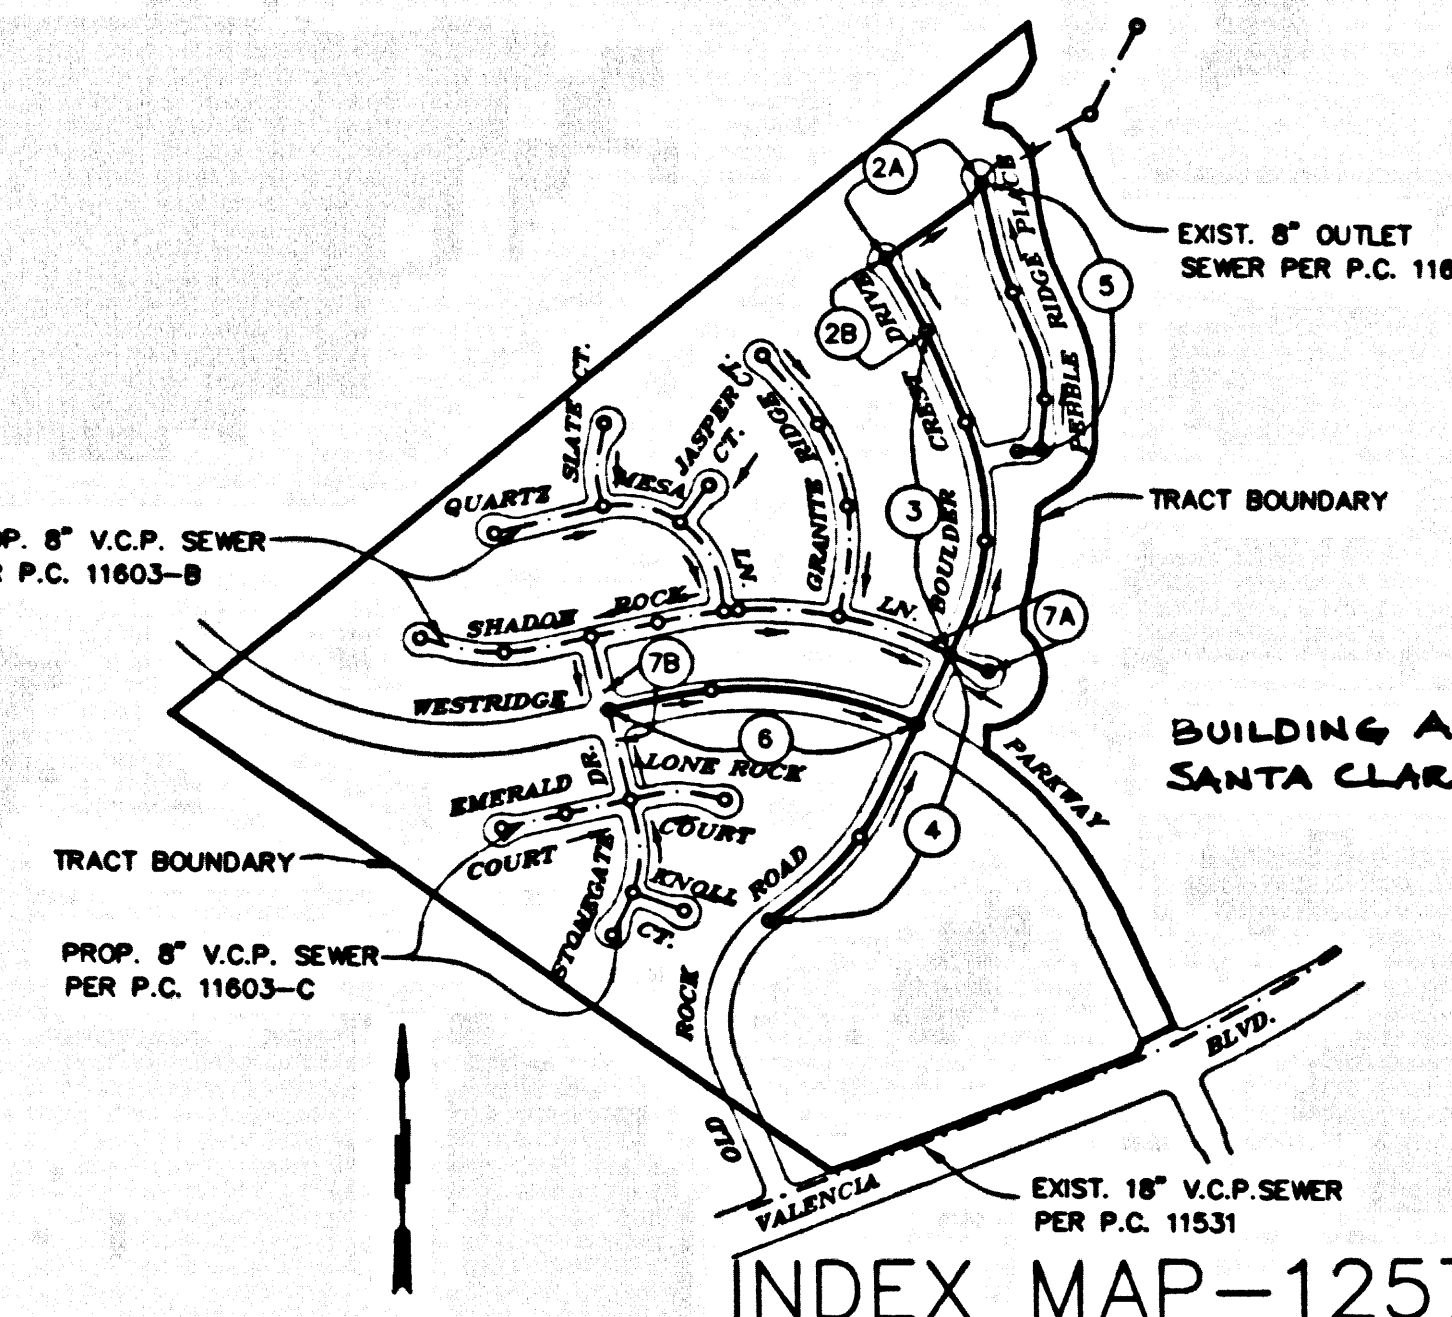 2A
EXIST. 8" OUTLET
SEWER PER P.C. 116
5
2B
DRIVE
PEBBLE RIDGE PLACE
SLATE CT.
JASPER CT.
GRANITE RIDGE CT.
CREST
BOULDER
QUARTZ MESA LN.
3
TRACT BOUNDARY
OP. 8" V.C.P. SEWER
R P.C. 11603-B
SHADOW ROCK LN.
7A
7B
WESTRIDGE PARKWAY
6
BUILDING A
SANTA CLAR
EMERALD COURT
DR.
LONE ROCK COURT
4
TRACT BOUNDARY
STONEGATE
KNOLL CT.
OLD ROCK ROAD
PROP. 8" V.C.P. SEWER
PER P.C. 11603-C
VALENCIA BLVD.
EXIST. 18" V.C.P.SEWER
PER P.C. 11531
INDEX MAP-125